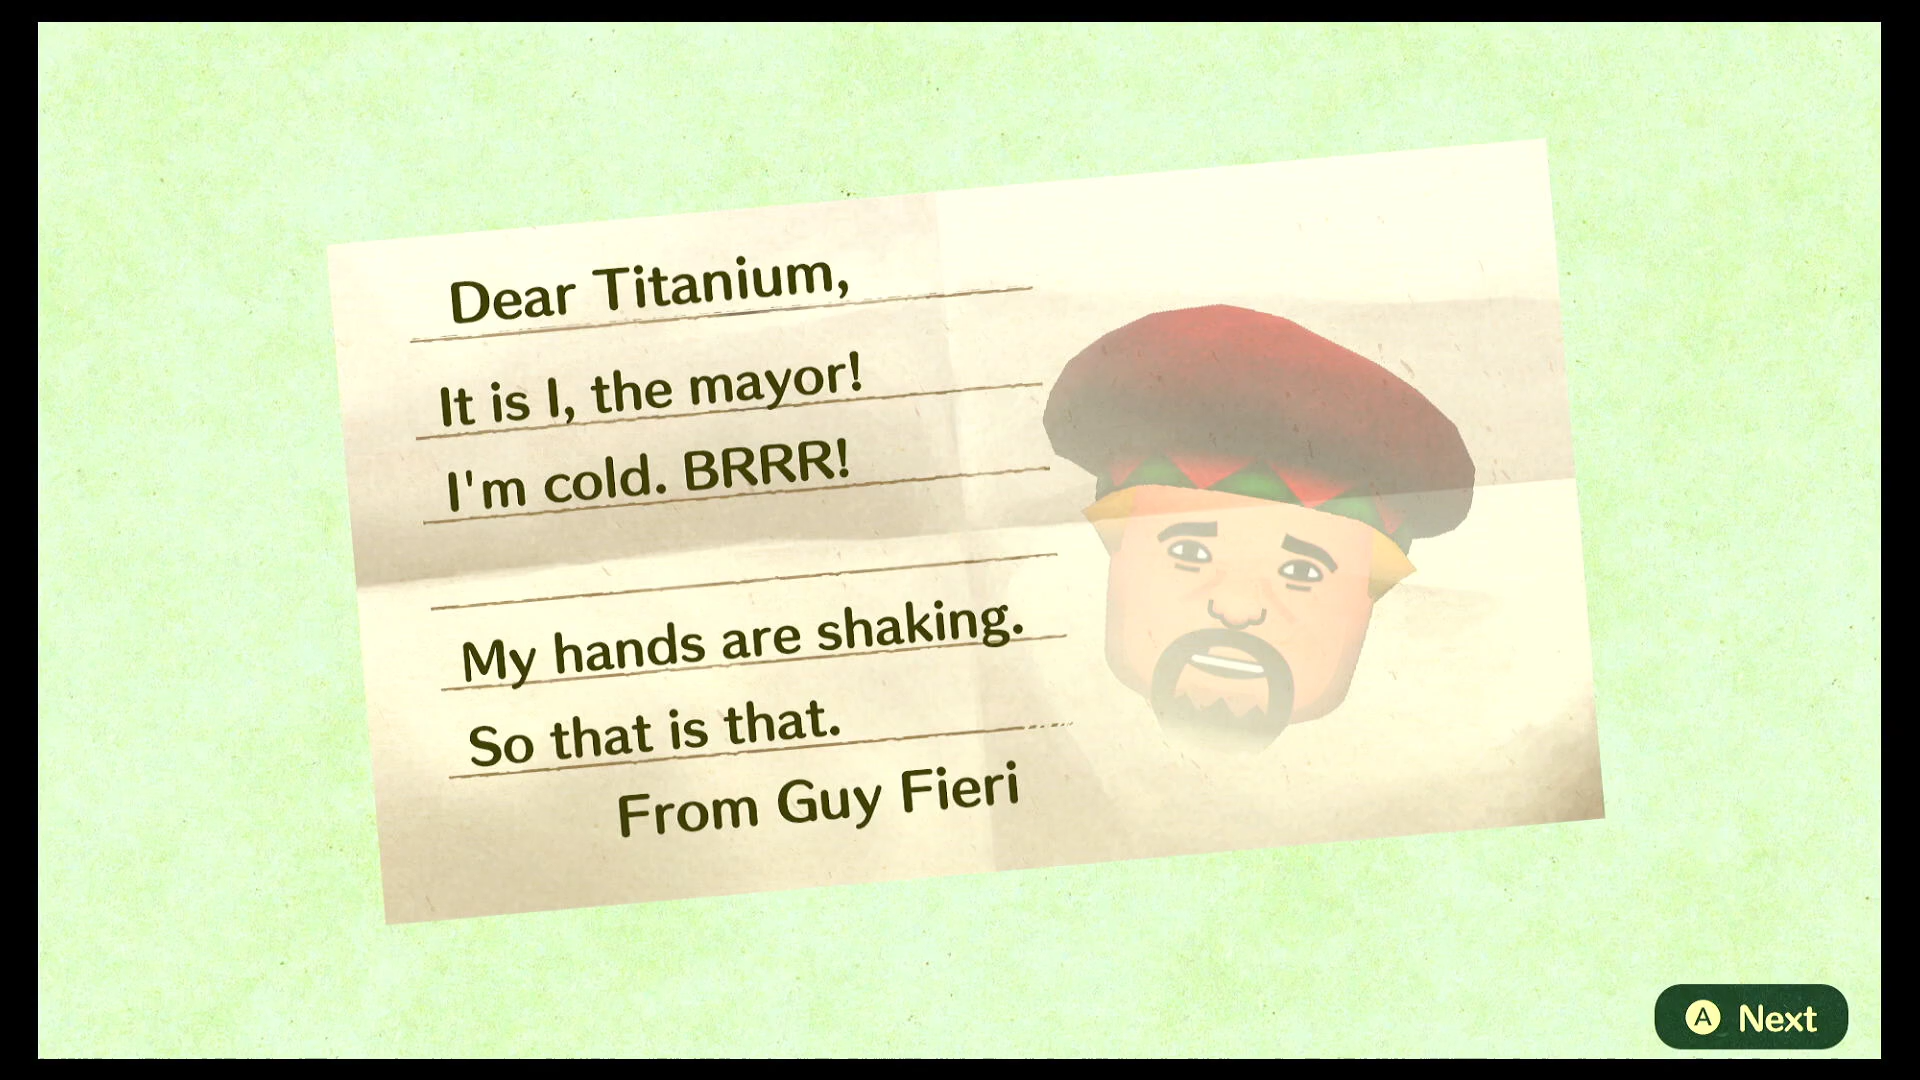 Dear Titanium,
It is I, the mayor!
I'm cold. BRRR!
My hands are shaking.
So that is that.
From Guy Fieri
A Next